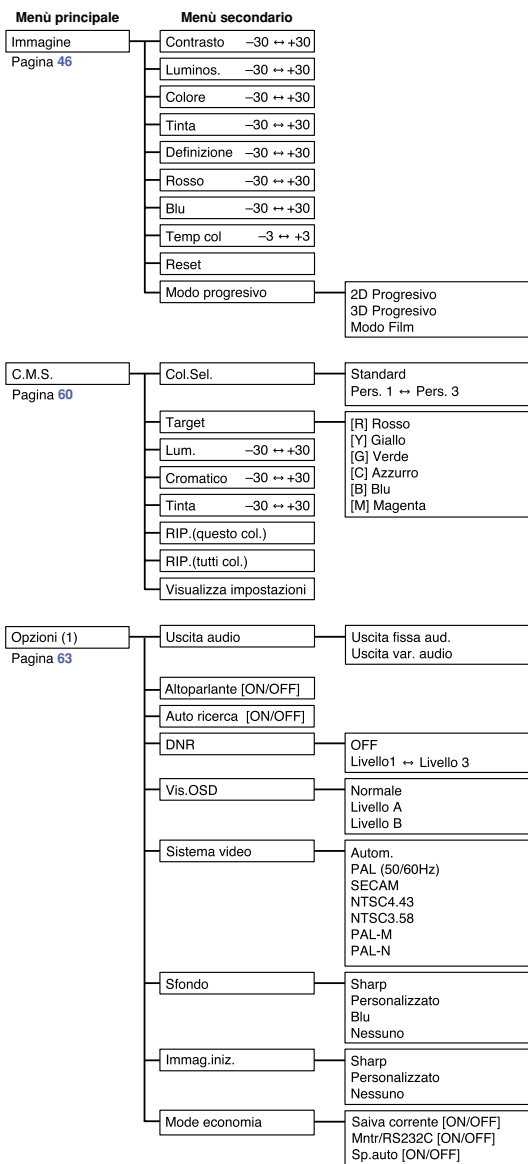 Menù principale
Menù secondario
Immagine
Pagina 46
Contrasto –30 ↔ +30
Luminos. –30 ↔ +30
Colore –30 ↔ +30
Tinta –30 ↔ +30
Definizione –30 ↔ +30
Rosso –30 ↔ +30
Blu –30 ↔ +30
Temp col –3 ↔ +3
Reset
Modo progresivo
2D Progresivo
3D Progresivo
Modo Film
C.M.S.
Pagina 60
Col.Sel.
Standard
Pers. 1 ↔ Pers. 3
Target
[R] Rosso
[Y] Giallo
[G] Verde
[C] Azzurro
[B] Blu
[M] Magenta
Lum. –30 ↔ +30
Cromatico –30 ↔ +30
Tinta –30 ↔ +30
RIP.(questo col.)
RIP.(tutti col.)
Visualizza impostazioni
Opzioni (1)
Pagina 63
Uscita audio
Uscita fissa aud.
Uscita var. audio
Altoparlante [ON/OFF]
Auto ricerca [ON/OFF]
DNR
OFF
Livello1 ↔ Livello 3
Vis.OSD
Normale
Livello A
Livello B
Sistema video
Autom.
PAL (50/60Hz)
SECAM
NTSC4.43
NTSC3.58
PAL-M
PAL-N
Sfondo
Sharp
Personalizzato
Blu
Nessuno
Immag.iniz.
Sharp
Personalizzato
Nessuno
Mode economia
Saiva corrente [ON/OFF]
Mntr/RS232C [ON/OFF]
Sp.auto [ON/OFF]